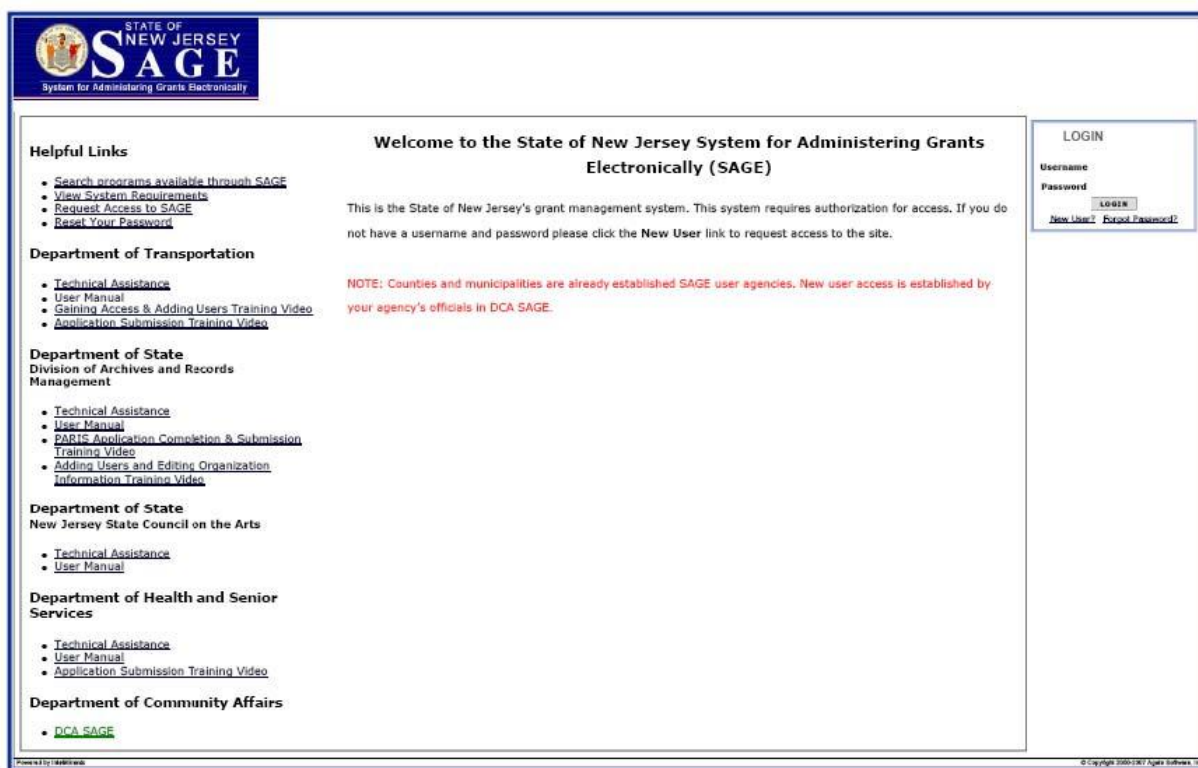 STATE OF
NEW JERSEY
SAGE
System for Administering Grants Electronically
Helpful Links
Search programs available through SAGE
View System Requirements
Request Access to SAGE
Reset Your Password
Department of Transportation
Technical Assistance
User Manual
Gaining Access & Adding Users Training Video
Application Submission Training Video
Department of State
Division of Archives and Records
Management
Technical Assistance
User Manual
PARIS Application Completion & Submission
Training Video
Adding Users and Editing Organization
Information Training Video
Department of State
New Jersey State Council on the Arts
Technical Assistance
User Manual
Department of Health and Senior
Services
Technical Assistance
User Manual
Application Submission Training Video
Department of Community Affairs
DCA SAGE
Welcome to the State of New Jersey System for Administering Grants
Electronically (SAGE)
This is the State of New Jersey's grant management system. This system requires authorization for access. If you do
not have a username and password please click the New User link to request access to the site.
NOTE: Counties and municipalities are already established SAGE user agencies. New user access is established by
your agency's officials in DCA SAGE.
LOGIN
Username
Password
LOGIN
New User? Forgot Password?
Powered by IntelliGrants
© Copyright 2000-2007 Agate Software,